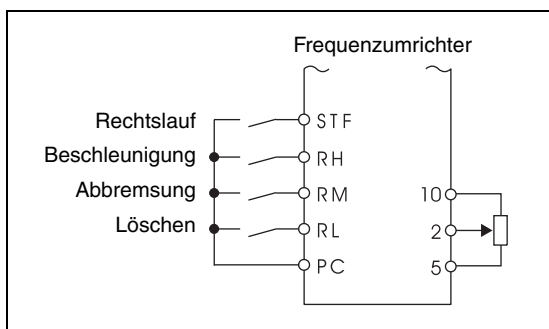 Frequenzumrichter
Rechtslauf STF
Beschleunigung RH
Abbremsung RM 10
Löschen RL 2
PC 5